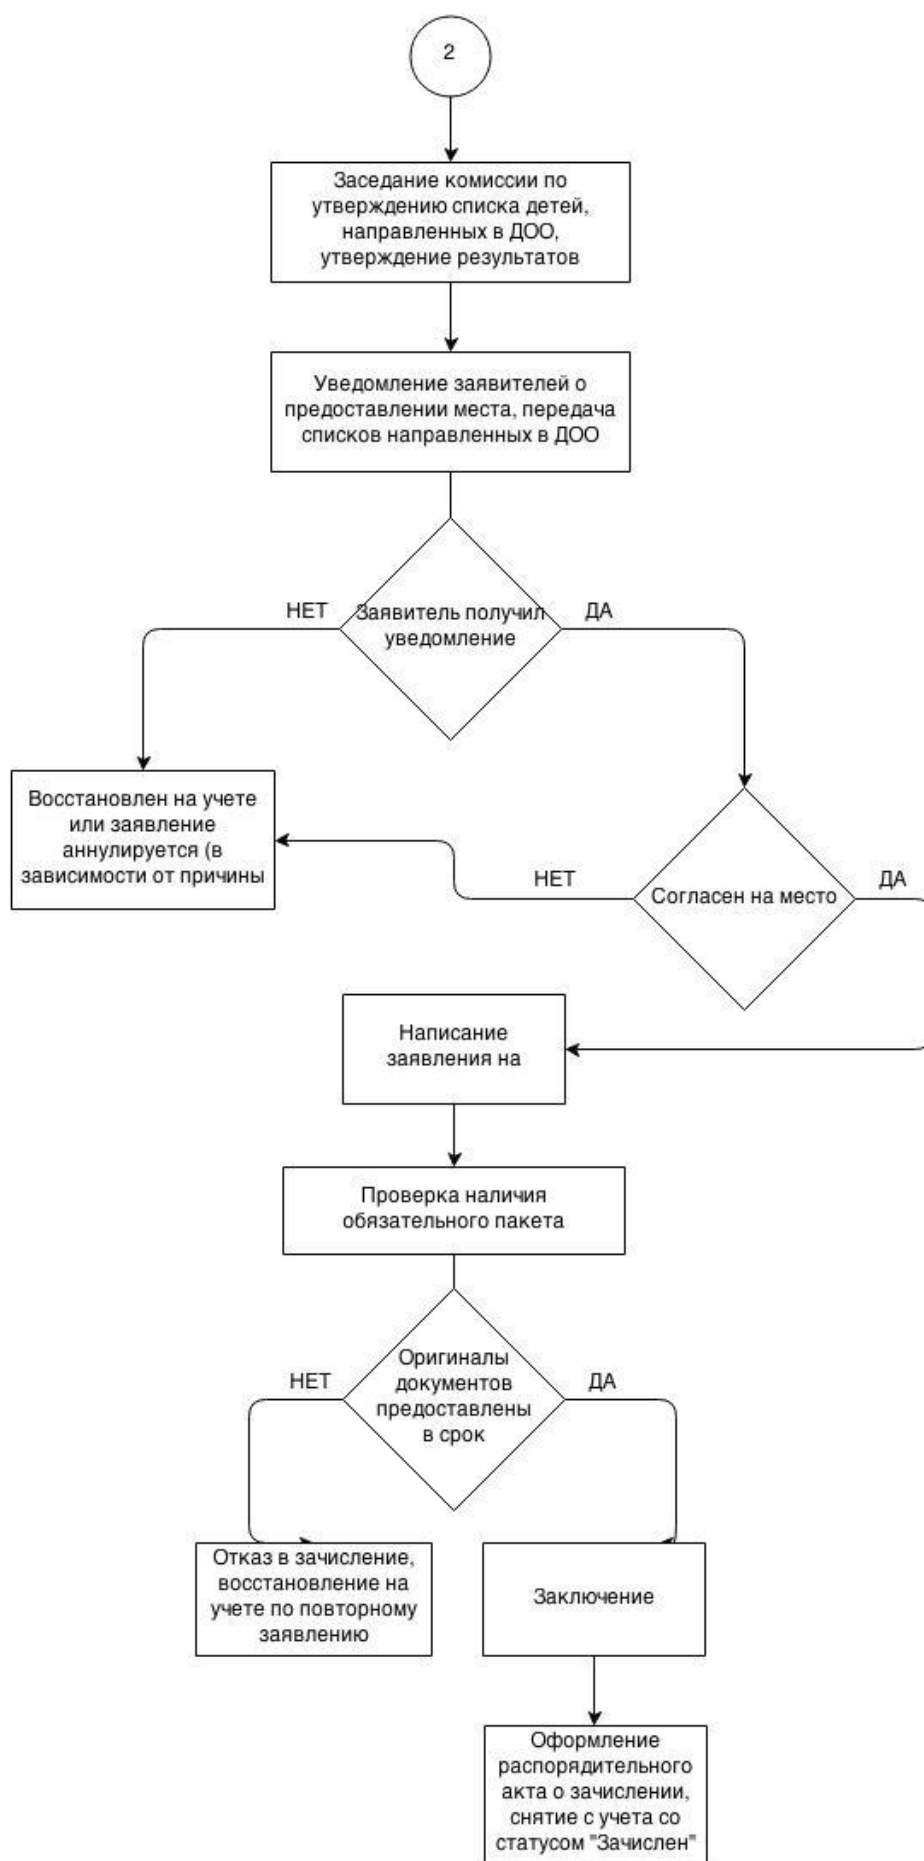 2
Заседание комиссии по
утверждению списка детей,
направленных в ДОО,
утверждение результатов
Уведомление заявителей о
предоставлении места, передача
списков направленных в ДОО
НЕТ
Заявитель получил
уведомление
ДА
Восстановлен на учете
или заявление
аннулируется (в
зависимости от причины
НЕТ
Согласен на место
ДА
Написание
заявления на
Проверка наличия
обязательного пакета
НЕТ
Оригиналы
документов
предоставлены
в срок
ДА
Отказ в зачисление,
восстановление на
учете по повторному
заявлению
Заключение
Оформление
распорядительного
акта о зачислении,
снятие с учета со
статусом "Зачислен"